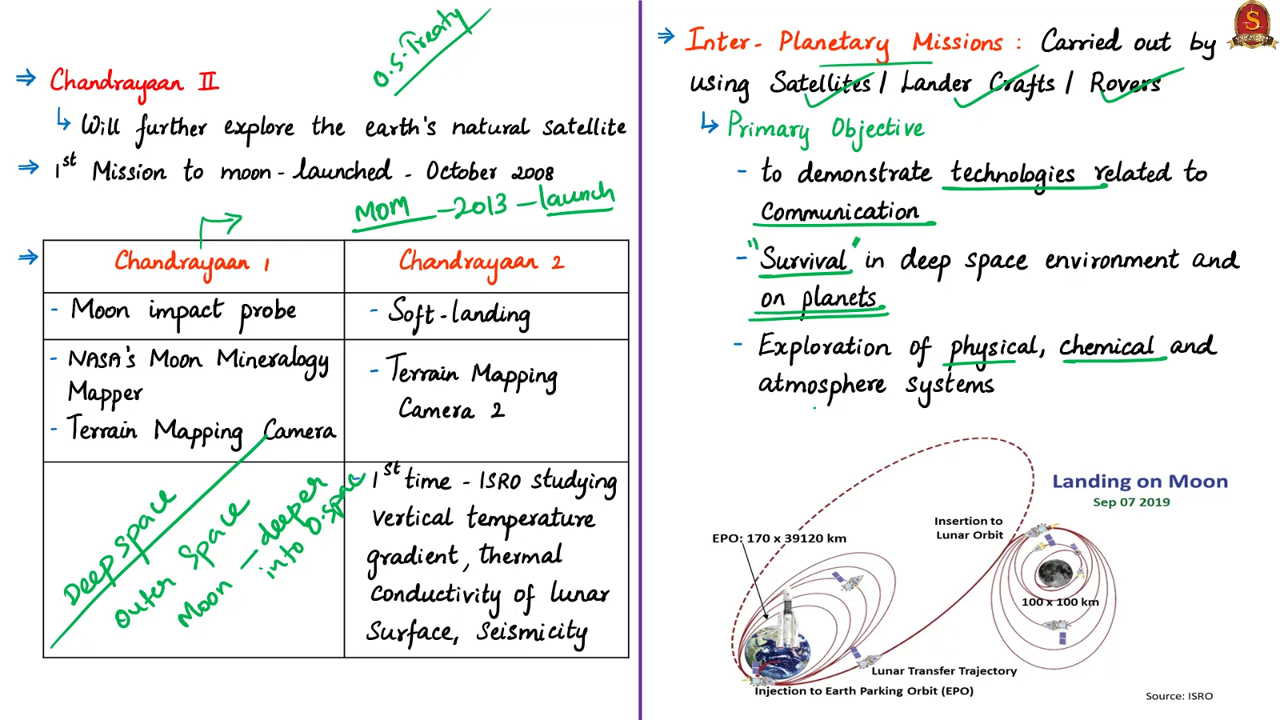 O.S. Treaty
⇒ Chandrayaan II
↳ Will further explore the earth's natural satellite
⇒ 1st Mission to moon - launched - October 2008
MOM - 2013 - launch
⇒ Chandrayaan 1
Chandrayaan 2
- Moon impact probe
- Soft-landing
- NASA's Moon Mineralogy
Mapper
- Terrain Mapping Camera
- Terrain Mapping
Camera 2
Deep space
Outer Space
Moon - deeper
into O.spac
- 1st time - ISRO studying
vertical temperature
gradient, thermal
conductivity of lunar
Surface, Seismicity
⇒ Inter-Planetary Missions : Carried out by
using Satellites / Lander Crafts / Rovers
↳ Primary Objective
- to demonstrate technologies related to
Communication
- "Survival" in deep space environment and
on planets
- Exploration of physical, chemical and
atmosphere systems
Landing on Moon
Sep 07 2019
Insertion to
Lunar Orbit
EPO: 170 x 39120 km
100 x 100 km
Lunar Transfer Trajectory
Injection to Earth Parking Orbit (EPO)
Source: ISRO
S